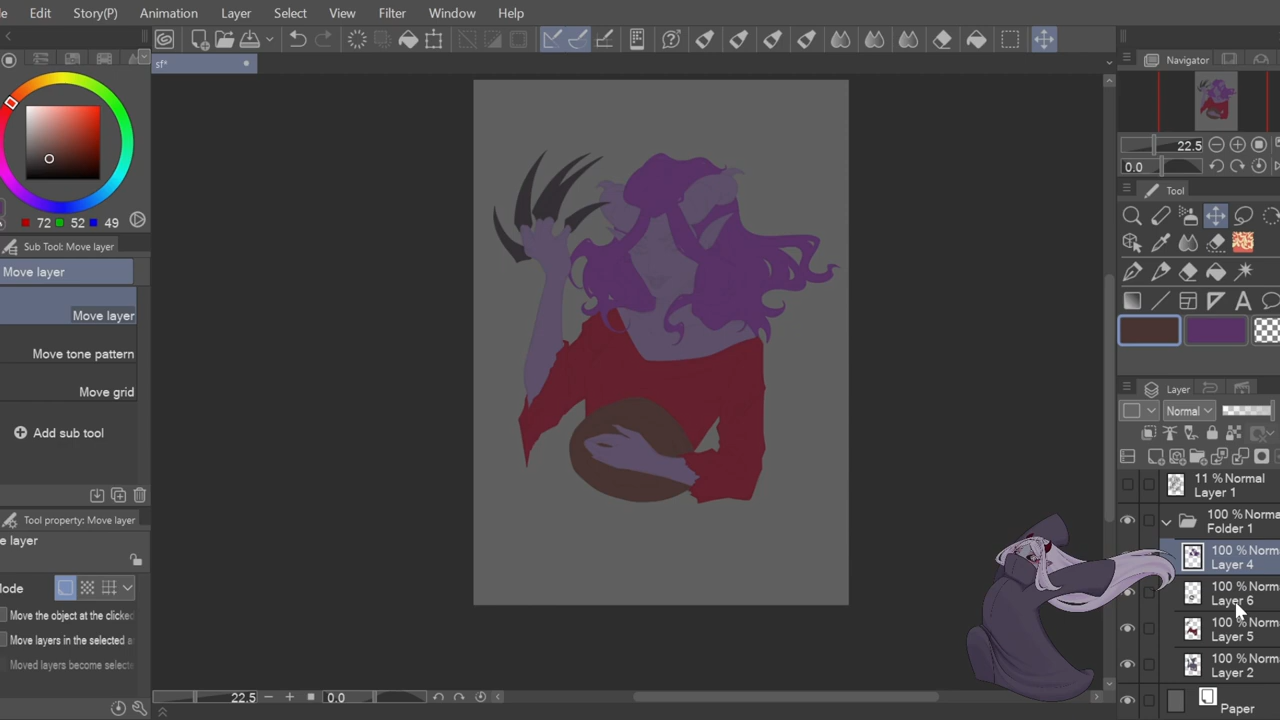 le Edit Story(P) Animation Layer Select View Filter Window Help
sf*
Navigator
22.5
0.0
72 52 49
Tool
Sub Tool: Move layer
Move layer
Move layer
Move tone pattern
Move grid
Add sub tool
Tool property: Move layer
e layer
lode
Move the object at the clicked
Move layers in the selected a
Moved layers become selecte
Layer
Normal
11 % Normal
Layer 1
100 % Norma
Folder 1
100 % Norm
Layer 4
100 % Norm
Layer 6
100 % Norm
Layer 5
100 % Norm
Layer 2
Paper
22.5 0.0